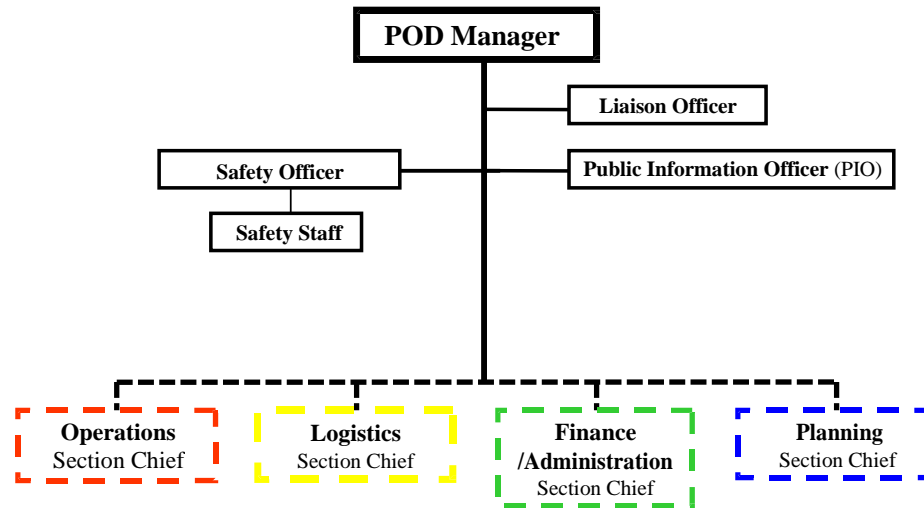 POD Manager
Liaison Officer
Safety Officer
Public Information Officer (PIO)
Safety Staff
Operations
Section Chief
Logistics
Section Chief
Finance
/Administration
Section Chief
Planning
Section Chief